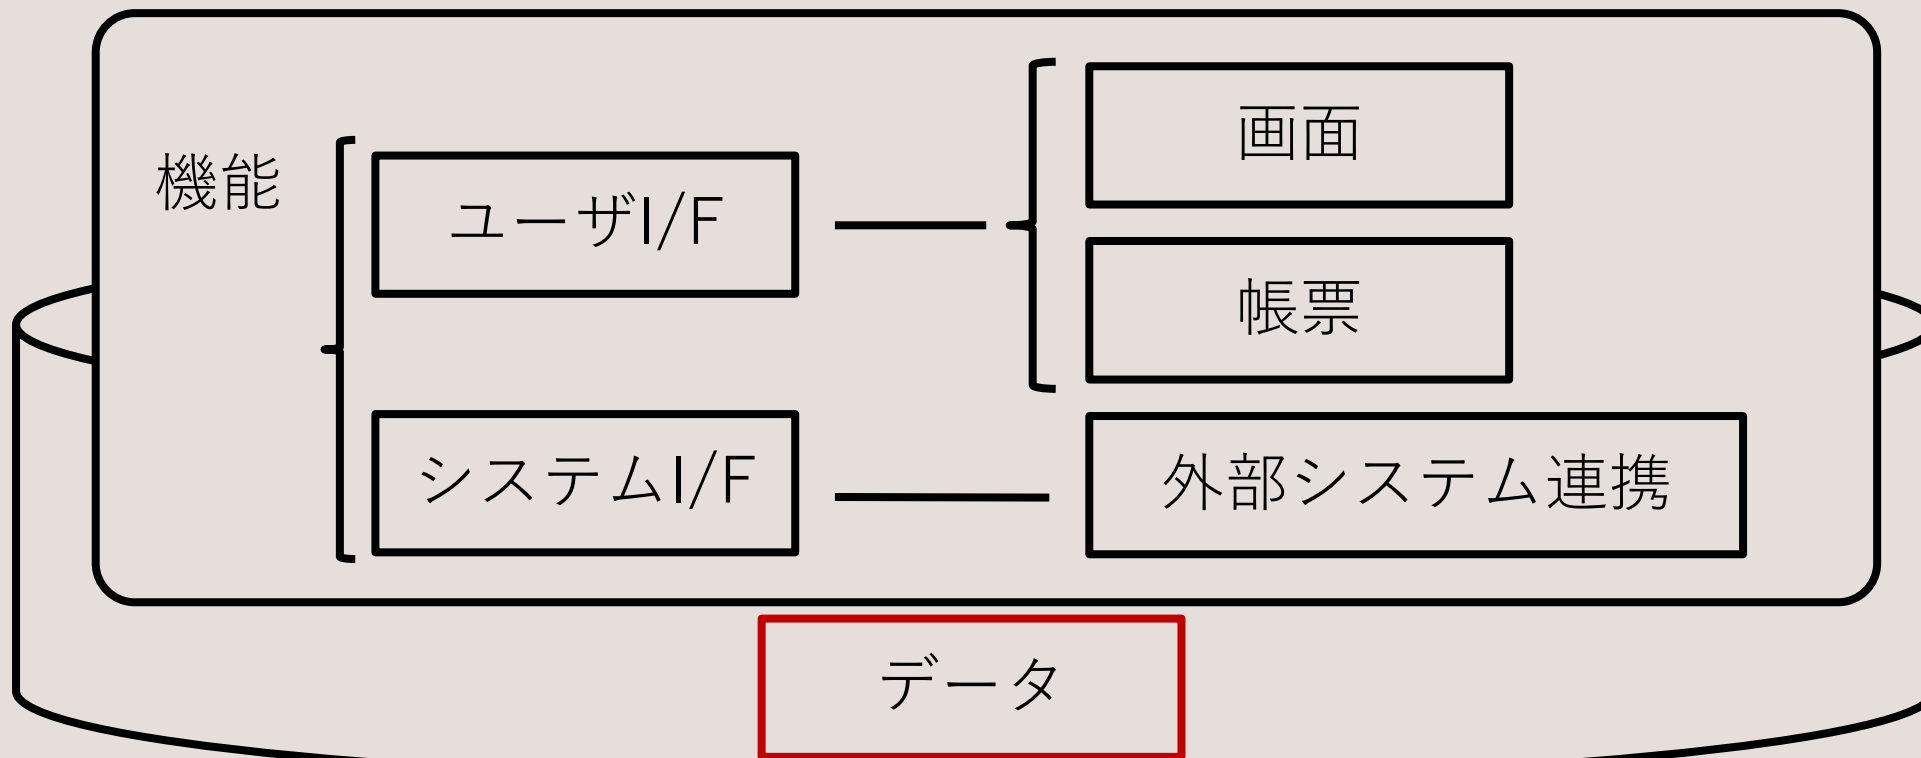 機能
ユーザI/F
画面
帳票
システムI/F
外部システム連携
データ